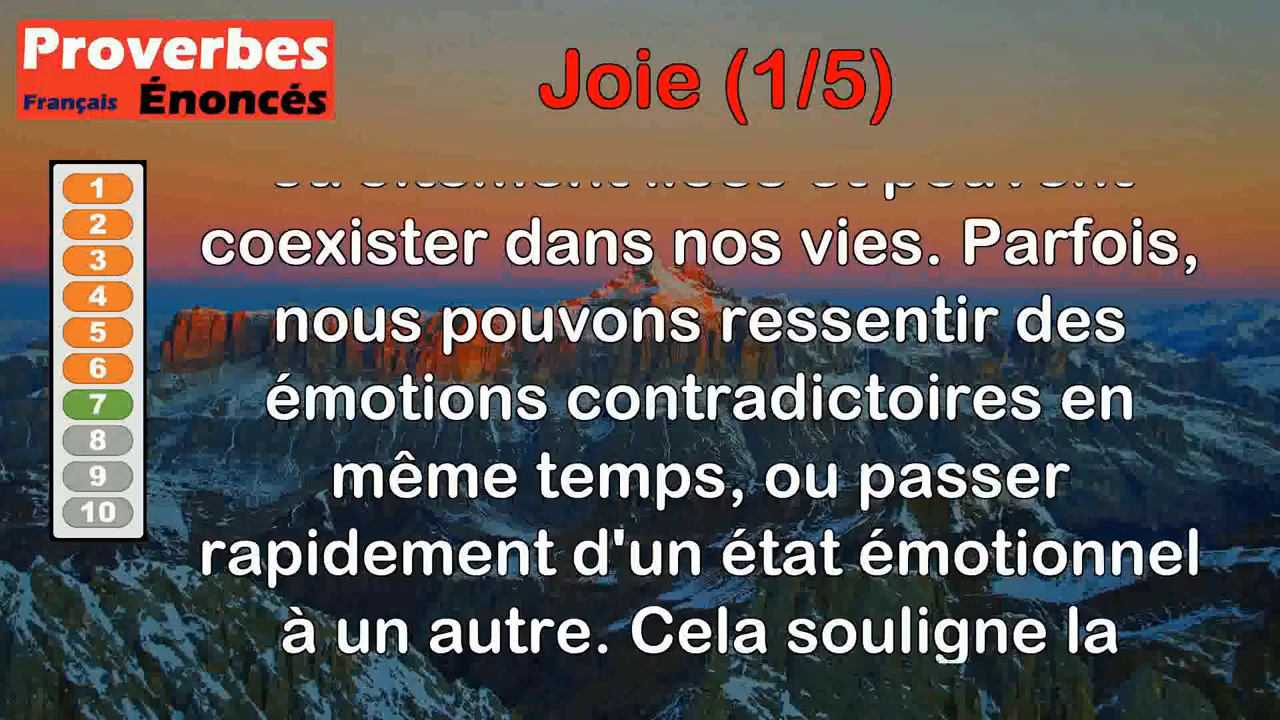 Proverbes
Français Énoncés
Joie (1/5)
1
2
3
4
5
6
7
8
9
10
et peuvent
coexister dans nos vies. Parfois,
nous pouvons ressentir des
émotions contradictoires en
même temps, ou passer
rapidement d'un état émotionnel
à un autre. Cela souligne la